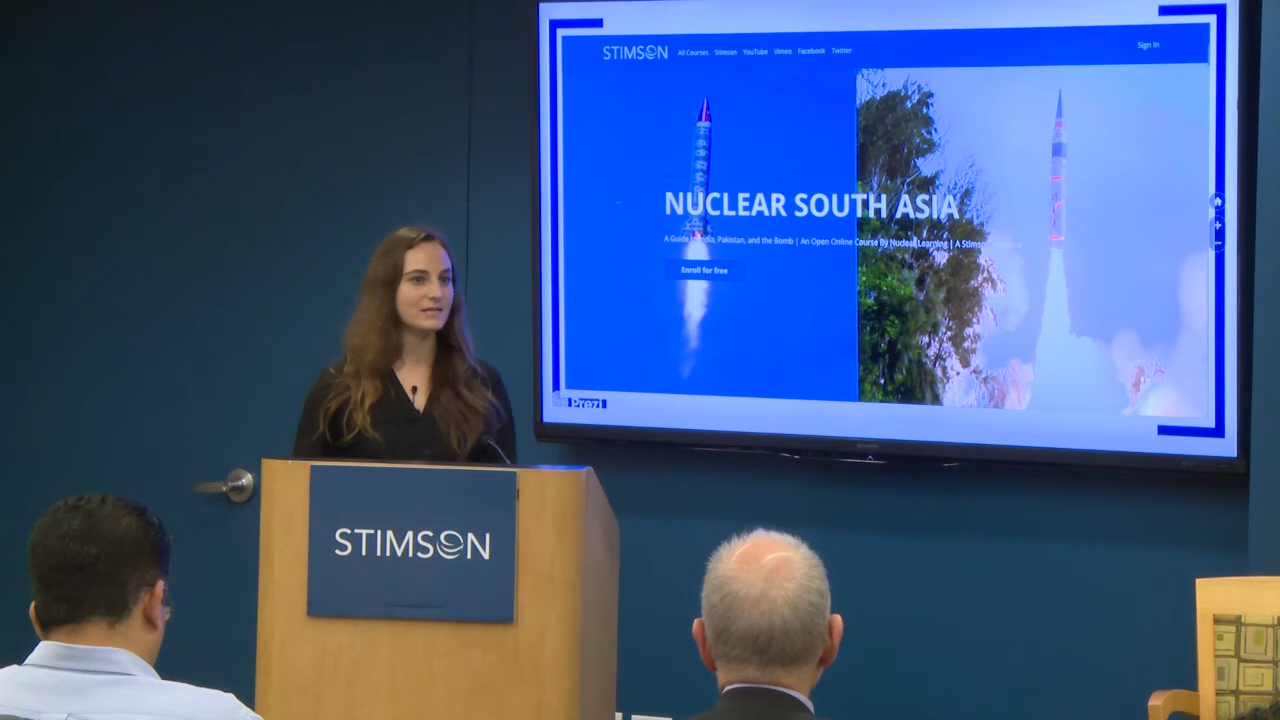 STIMSON
All Courses Stimson YouTube Vimeo Facebook Twitter
Sign In
NUCLEAR SOUTH ASIA
A Guide to India, Pakistan, and the Bomb | An Open Online Course By Nuclear Learning | A Stimson
Enroll for free
Prezi
STIMSON